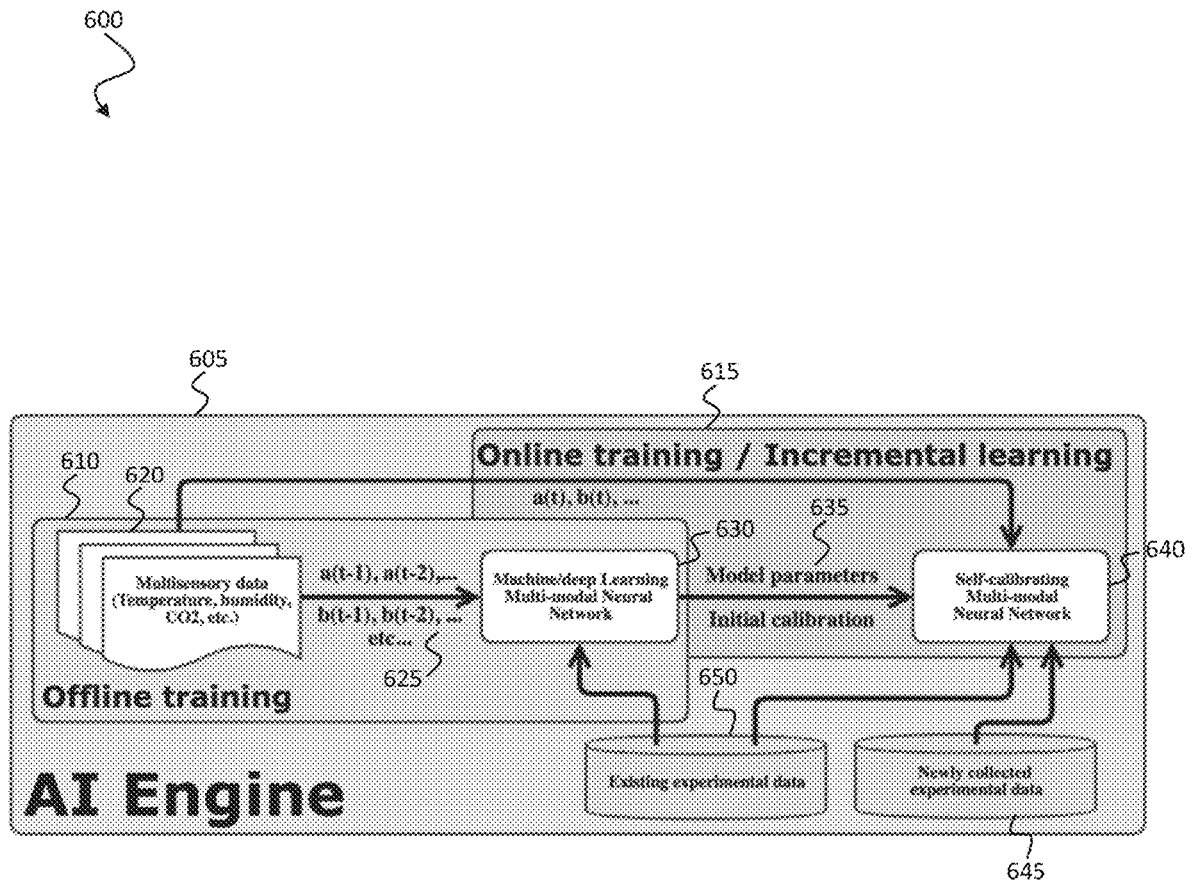 600
605
615
Online training / Incremental learning
610
620
a(t), b(t), ...
635
630
640
Multisensory data
(Temperature, humidity,
CO2, etc.)
a(t-1), a(t-2),...
b(t-1), b(t-2), ...
etc...
625
Machine/deep Learning
Multi-modal Neural
Network
Model parameters
Initial calibration
Self-calibrating
Multi-modal
Neural Network
Offline training
650
Existing experimental data
Newly collected
experimental data
AI Engine
645